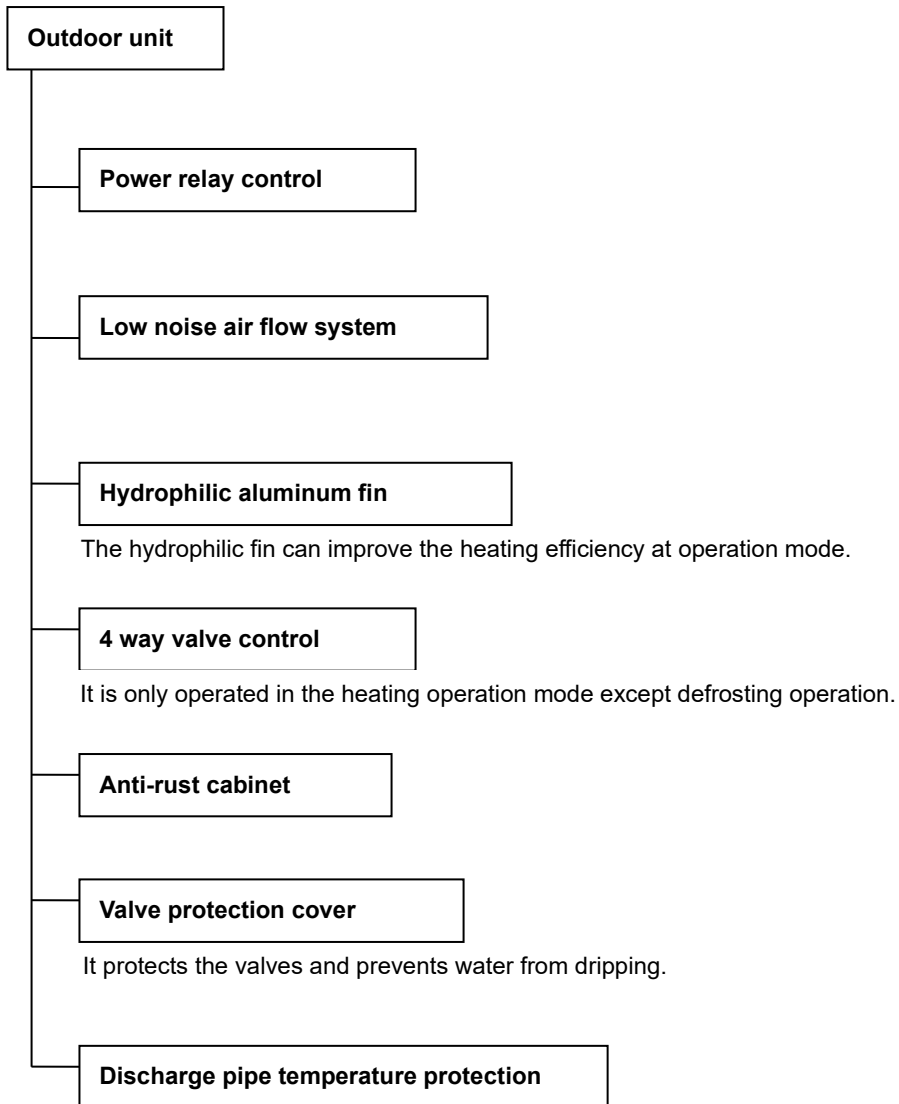 Outdoor unit
Power relay control
Low noise air flow system
Hydrophilic aluminum fin
The hydrophilic fin can improve the heating efficiency at operation mode.
4 way valve control
It is only operated in the heating operation mode except defrosting operation.
Anti-rust cabinet
Valve protection cover
It protects the valves and prevents water from dripping.
Discharge pipe temperature protection